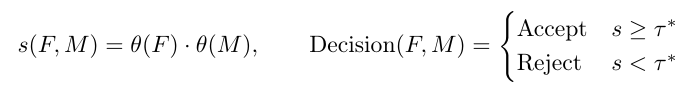 s(F, M) = θ(F) · θ(M), Decision(F, M) = { Accept s ≥ τ*
Reject s < τ*